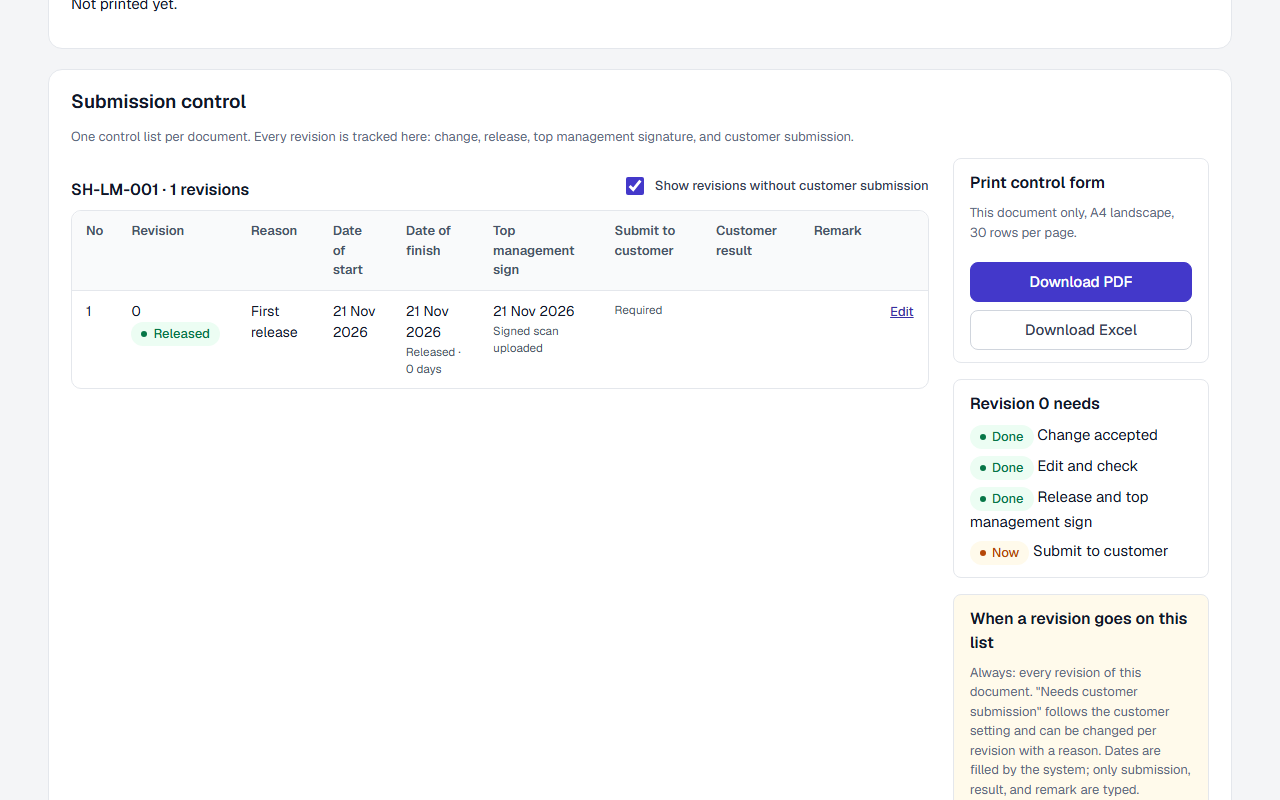 Not printed yet.
Submission control
One control list per document. Every revision is tracked here: change, release, top management signature, and customer submission.
SH-LM-001 · 1 revisions
Show revisions without customer submission
No Revision Reason Date of start Date of finish Top management sign Submit to customer Customer result Remark
1 0 First release 21 Nov 2026 21 Nov 2026 21 Nov 2026 Required Edit
Released
Released · 0 days
Signed scan uploaded
Print control form
This document only, A4 landscape,
30 rows per page.
Download PDF
Download Excel
Revision 0 needs
Done Change accepted
Done Edit and check
Done Release and top
management sign
Now Submit to customer
When a revision goes on this
list
Always: every revision of this
document. "Needs customer
submission" follows the customer
setting and can be changed per
revision with a reason. Dates are
filled by the system; only submission,
result, and remark are typed.